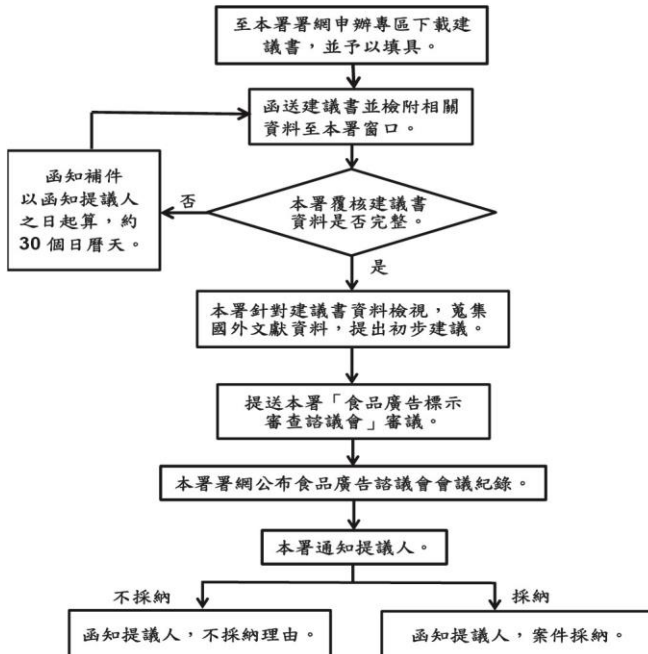 至本署署網申辦專區下載建
議書，並予以填具。
函送建議書並檢附相關
資料至本署窗口。
函知補件
以函知提議人
之日起算，約
30 個日曆天。
否
本署覆核建議書
資料是否完整。
是
本署針對建議書資料檢視，蒐集
國外文獻資料，提出初步建議。
提送本署「食品廣告標示
審查諮議會」審議。
本署署網公布食品廣告諮議會會議紀錄。
本署通知提議人。
不採納
採納
函知提議人，不採納理由。
函知提議人，案件採納。